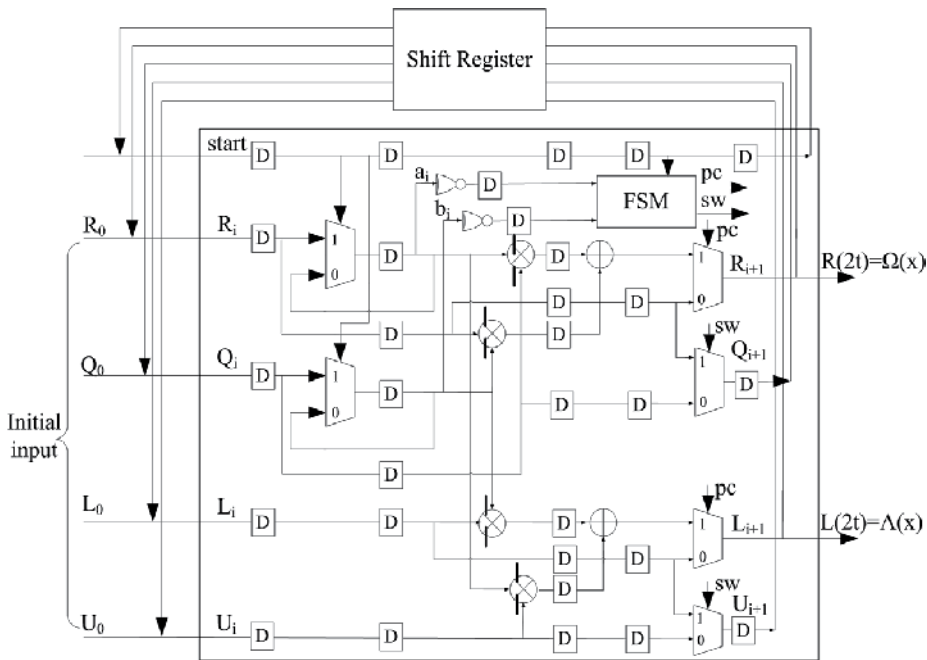 Shift Register
start
D D D D D
a_i D
FSM
pc
sw
b_i D
pc
R_0 R_i D 1 0 D D 1 0 R_{i+1} R(2t)=Ω(x)
D D
D D
sw
Q_0 Q_i D 1 0 D 1 0 Q_{i+1} D
D D
Initial input
D
pc
L_0 L_i D D D 1 0 L_{i+1} L(2t)=Λ(x)
D D
D
sw
U_0 U_i D D D D 1 0 U_{i+1} D